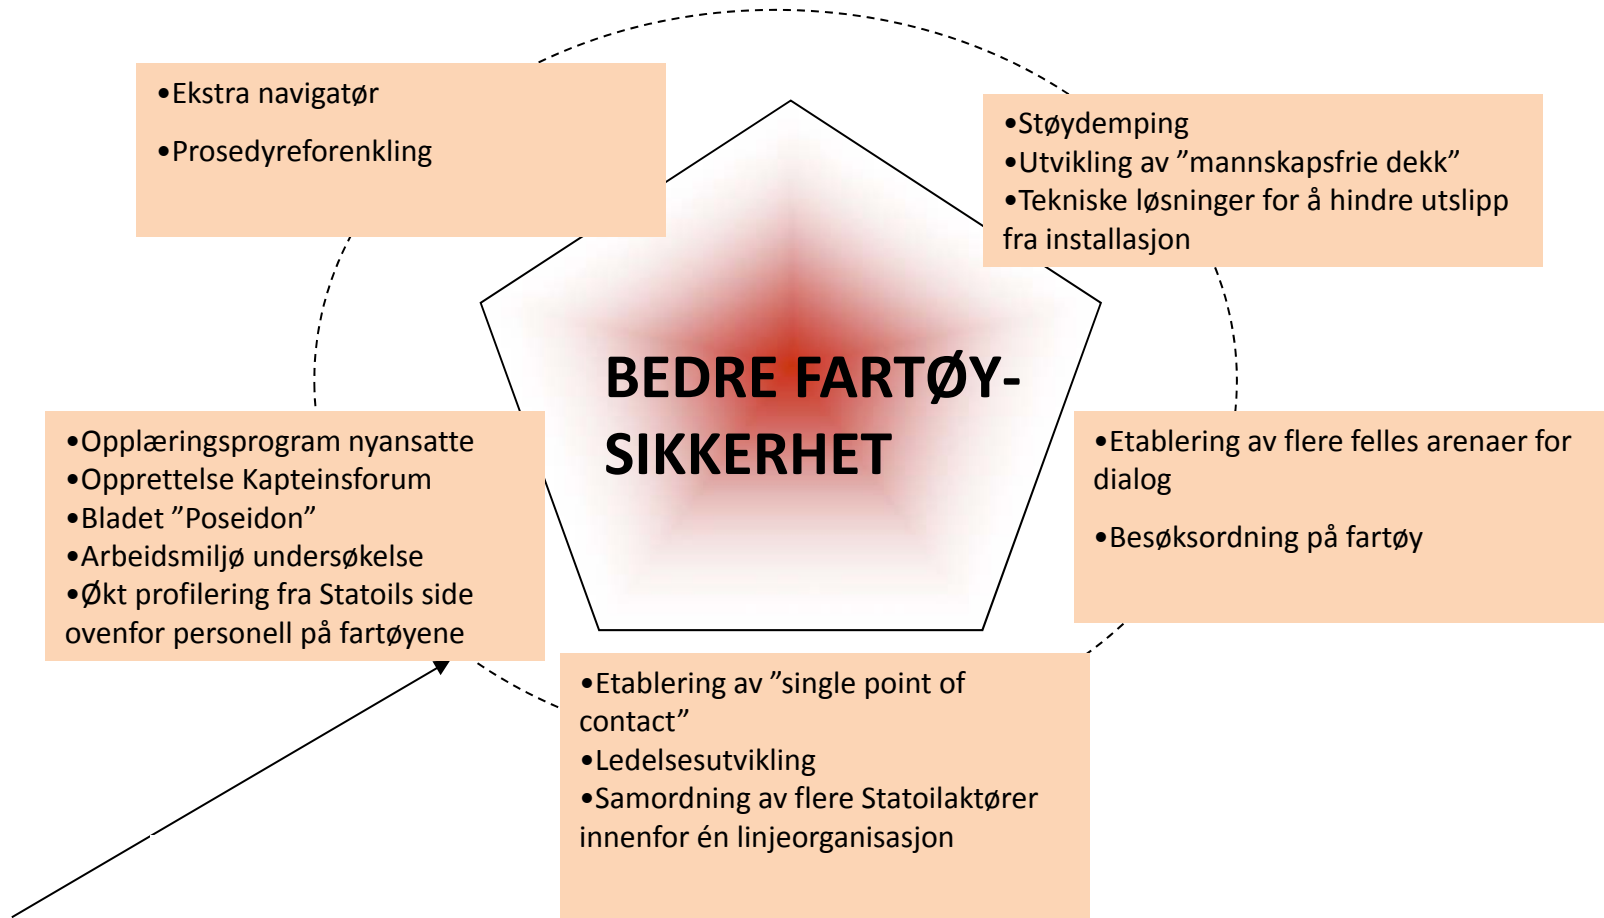 •Ekstra navigatør
•Prosedyreforenkling
•Støydemping
•Utvikling av ”mannskapsfrie dekk”
•Tekniske løsninger for å hindre utslipp
fra installasjon
BEDRE FARTØY-
SIKKERHET
•Opplæringsprogram nyansatte
•Opprettelse Kapteinsforum
•Bladet ”Poseidon”
•Arbeidsmiljø undersøkelse
•Økt profilering fra Statoils side
ovenfor personell på fartøyene
•Etablering av flere felles arenaer for
dialog
•Besøksordning på fartøy
•Etablering av ”single point of
contact”
•Ledelsesutvikling
•Samordning av flere Statoilaktører
innenfor én linjeorganisasjon